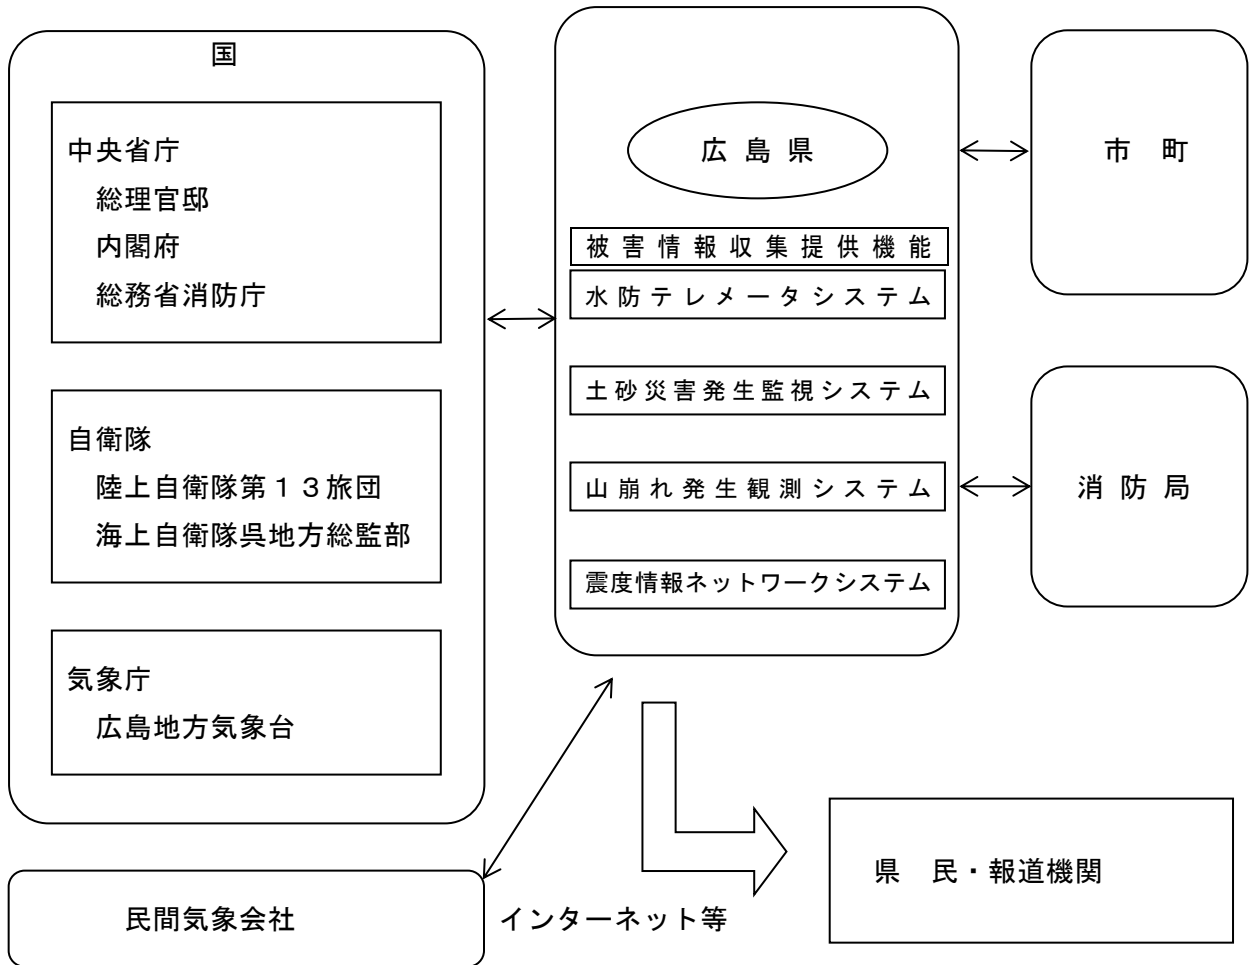 国
中央省庁
総理官邸
内閣府
総務省消防庁
自衛隊
陸上自衛隊第１３旅団
海上自衛隊呉地方総監部
気象庁
広島地方気象台
民間気象会社
広島県
被害情報収集提供機能
水防テレメータシステム
土砂災害発生監視システム
山崩れ発生観測システム
震度情報ネットワークシステム
市　町
消防局
インターネット等
県　民・報道機関